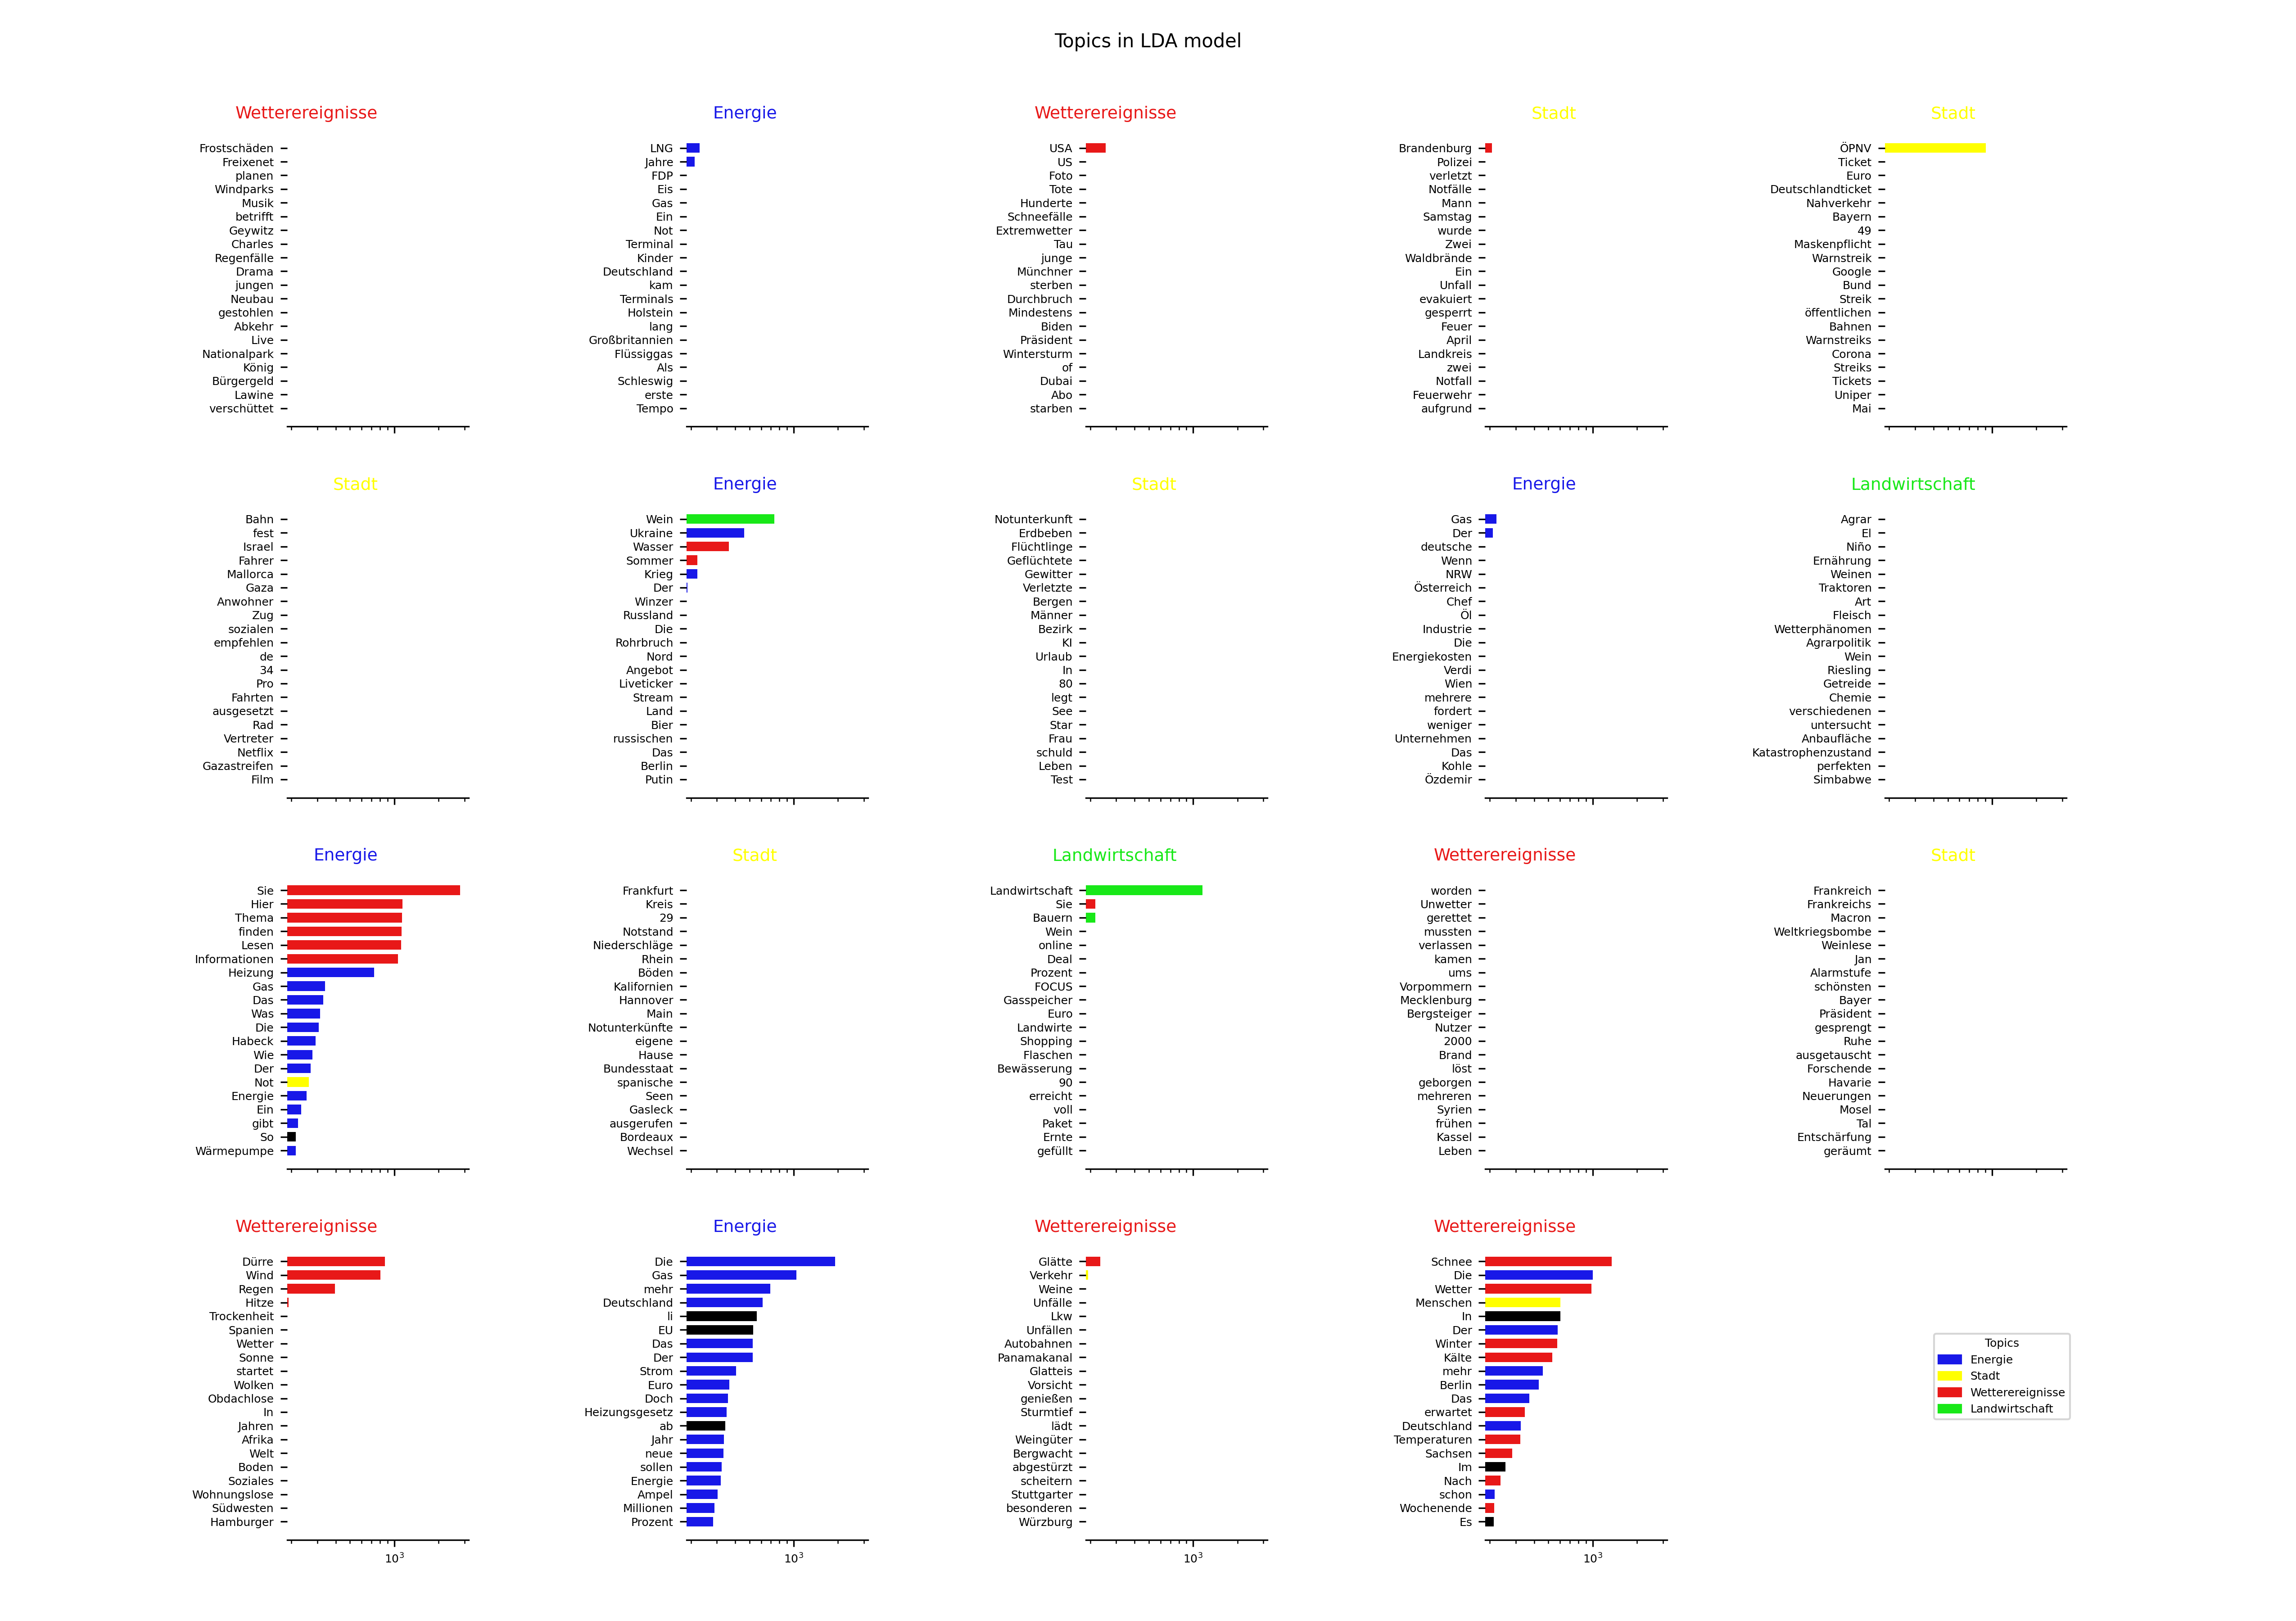 Topics in LDA model
Wetterereignisse
Frostschäden
Freixenet
planen
Windparks
Musik
betrifft
Geywitz
Charles
Regenfälle
Drama
jungen
Neubau
gestohlen
Abkehr
Live
Nationalpark
König
Bürgergeld
Lawine
verschüttet
Energie
LNG
Jahre
FDP
Eis
Gas
Ein
Not
Terminal
Kinder
Deutschland
kam
Terminals
Holstein
lang
Großbritannien
Flüssiggas
Als
Schleswig
erste
Tempo
Wetterereignisse
USA
US
Foto
Tote
Hunderte
Schneefälle
Extremwetter
Tau
junge
Münchner
sterben
Durchbruch
Mindestens
Biden
Präsident
Wintersturm
of
Dubai
Abo
starben
Stadt
Brandenburg
Polizei
verletzt
Notfälle
Mann
Samstag
wurde
Zwei
Waldbrände
Ein
Unfall
evakuiert
gesperrt
Feuer
April
Landkreis
zwei
Notfall
Feuerwehr
aufgrund
Stadt
ÖPNV
Ticket
Euro
Deutschlandticket
Nahverkehr
Bayern
49
Maskenpflicht
Warnstreik
Google
Bund
Streik
öffentlichen
Bahnen
Warnstreiks
Corona
Streiks
Tickets
Uniper
Mai
Stadt
Bahn
fest
Israel
Fahrer
Mallorca
Gaza
Anwohner
Zug
sozialen
empfehlen
de
34
Pro
Fahrten
ausgesetzt
Rad
Vertreter
Netflix
Gazastreifen
Film
Energie
Wein
Ukraine
Wasser
Sommer
Krieg
Der
Winzer
Russland
Die
Rohrbruch
Nord
Angebot
Liveticker
Stream
Land
Bier
russischen
Das
Berlin
Putin
Stadt
Notunterkunft
Erdbeben
Flüchtlinge
Geflüchtete
Gewitter
Verletzte
Bergen
Männer
Bezirk
KI
Urlaub
In
80
legt
See
Star
Frau
schuld
Leben
Test
Energie
Gas
Der
deutsche
Wenn
NRW
Österreich
Chef
Öl
Industrie
Die
Energiekosten
Verdi
Wien
mehrere
fordert
weniger
Unternehmen
Das
Kohle
Özdemir
Landwirtschaft
Agrar
El
Niño
Ernährung
Weinen
Traktoren
Art
Fleisch
Wetterphänomen
Agrarpolitik
Wein
Riesling
Getreide
Chemie
verschiedenen
untersucht
Anbaufläche
Katastrophenzustand
perfekten
Simbabwe
Energie
Sie
Hier
Thema
finden
Lesen
Informationen
Heizung
Gas
Das
Was
Die
Habeck
Wie
Der
Not
Energie
Ein
gibt
So
Wärmepumpe
Stadt
Frankfurt
Kreis
29
Notstand
Niederschläge
Rhein
Böden
Kalifornien
Hannover
Main
Notunterkünfte
eigene
Hause
Bundesstaat
spanische
Seen
Gasleck
ausgerufen
Bordeaux
Wechsel
Landwirtschaft
Landwirtschaft
Sie
Bauern
Wein
online
Deal
Prozent
FOCUS
Gasspeicher
Euro
Landwirte
Shopping
Flaschen
Bewässerung
90
erreicht
voll
Paket
Ernte
gefüllt
Wetterereignisse
worden
Unwetter
gerettet
mussten
verlassen
kamen
ums
Vorpommern
Mecklenburg
Bergsteiger
Nutzer
2000
Brand
löst
geborgen
mehreren
Syrien
frühen
Kassel
Leben
Stadt
Frankreich
Frankreichs
Macron
Weltkriegsbombe
Weinlese
Jan
Alarmstufe
schönsten
Bayer
Präsident
gesprengt
Ruhe
ausgetauscht
Forschende
Havarie
Neuerungen
Mosel
Tal
Entschärfung
geräumt
Wetterereignisse
Dürre
Wind
Regen
Hitze
Trockenheit
Spanien
Wetter
Sonne
startet
Wolken
Obdachlose
In
Jahren
Afrika
Welt
Boden
Soziales
Wohnungslose
Südwesten
Hamburger
10³
Energie
Die
Gas
mehr
Deutschland
li
EU
Das
Der
Strom
Euro
Doch
Heizungsgesetz
ab
Jahr
neue
sollen
Energie
Ampel
Millionen
Prozent
10³
Wetterereignisse
Glätte
Verkehr
Weine
Unfälle
Lkw
Unfällen
Autobahnen
Panamakanal
Glatteis
Vorsicht
genießen
Sturmtief
lädt
Weingüter
Bergwacht
abgestürzt
scheitern
Stuttgarter
besonderen
Würzburg
10³
Wetterereignisse
Schnee
Die
Wetter
Menschen
In
Der
Winter
Kälte
mehr
Berlin
Das
erwartet
Deutschland
Temperaturen
Sachsen
Im
Nach
schon
Wochenende
Es
10³
Topics
Energie
Stadt
Wetterereignisse
Landwirtschaft